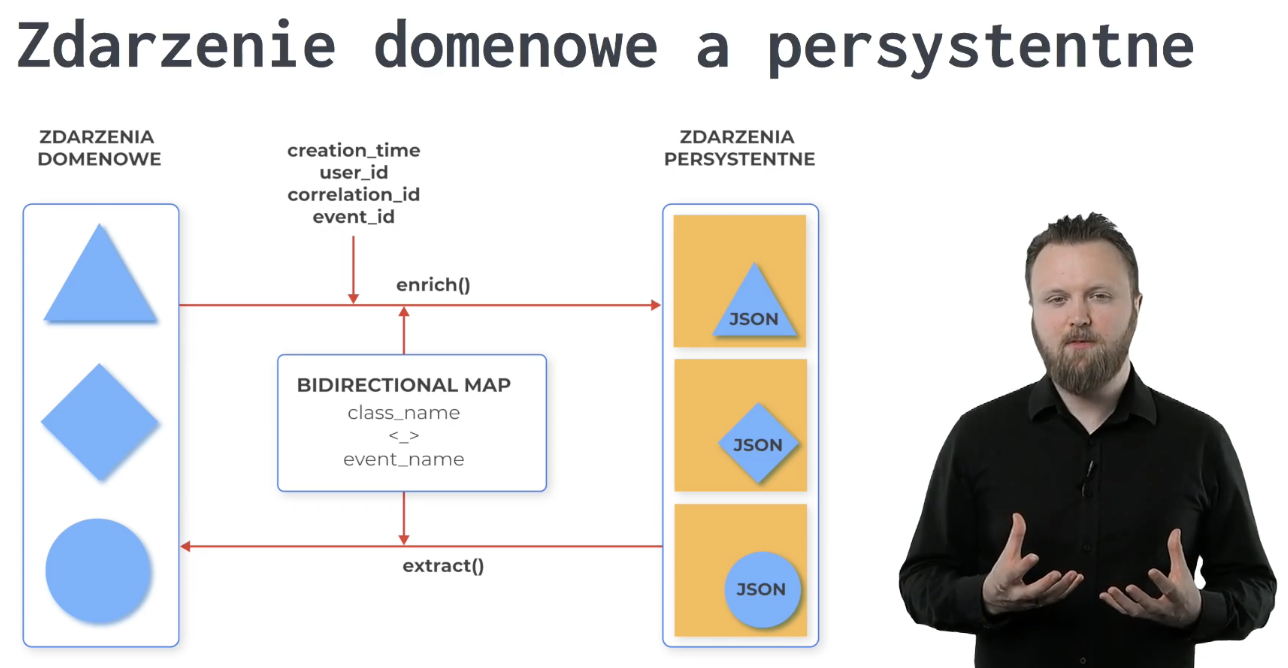 Zdarzenie domenowe a persystentne
ZDARZENIA
DOMENOWE
creation_time
user_id
correlation_id
event_id
enrich()
BIDIRECTIONAL MAP
class_name
<_>
event_name
extract()
ZDARZENIA
PERSYSTENTNE
JSON
JSON
JSON